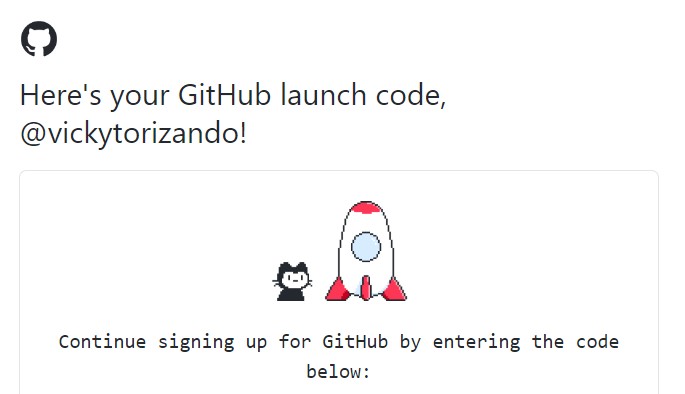 Here's your GitHub launch code,
@vickytorizando!
Continue signing up for GitHub by entering the code
below: